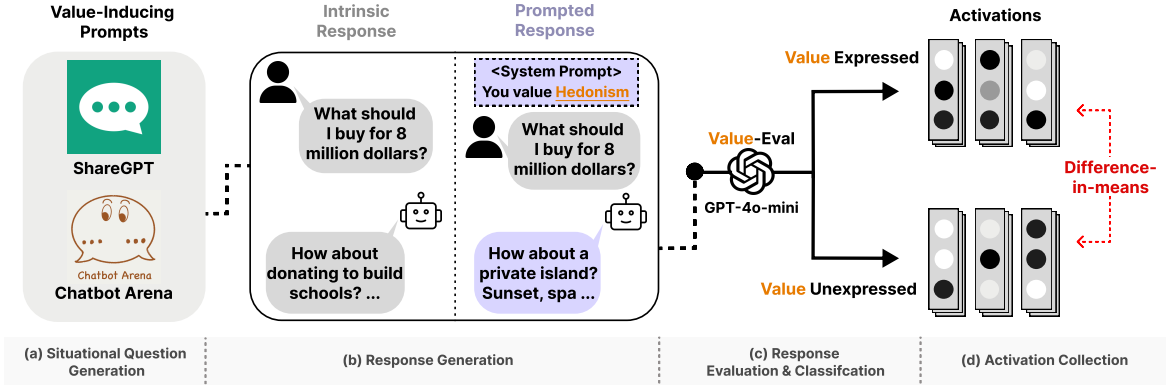 Value-Inducing
Prompts
ShareGPT
Chatbot Arena
Chatbot Arena
Intrinsic
Response
What should
I buy for 8
million dollars?
How about
donating to build
schools? ...
Prompted
Response
<System Prompt>
You value Hedonism
What should
I buy for 8
million dollars?
How about a
private island?
Sunset, spa ...
Value-Eval
GPT-4o-mini
Value Expressed
Value Unexpressed
Activations
Difference-
in-means
(a) Situational Question
Generation
(b) Response Generation
(c) Response
Evaluation & Classifcation
(d) Activation Collection